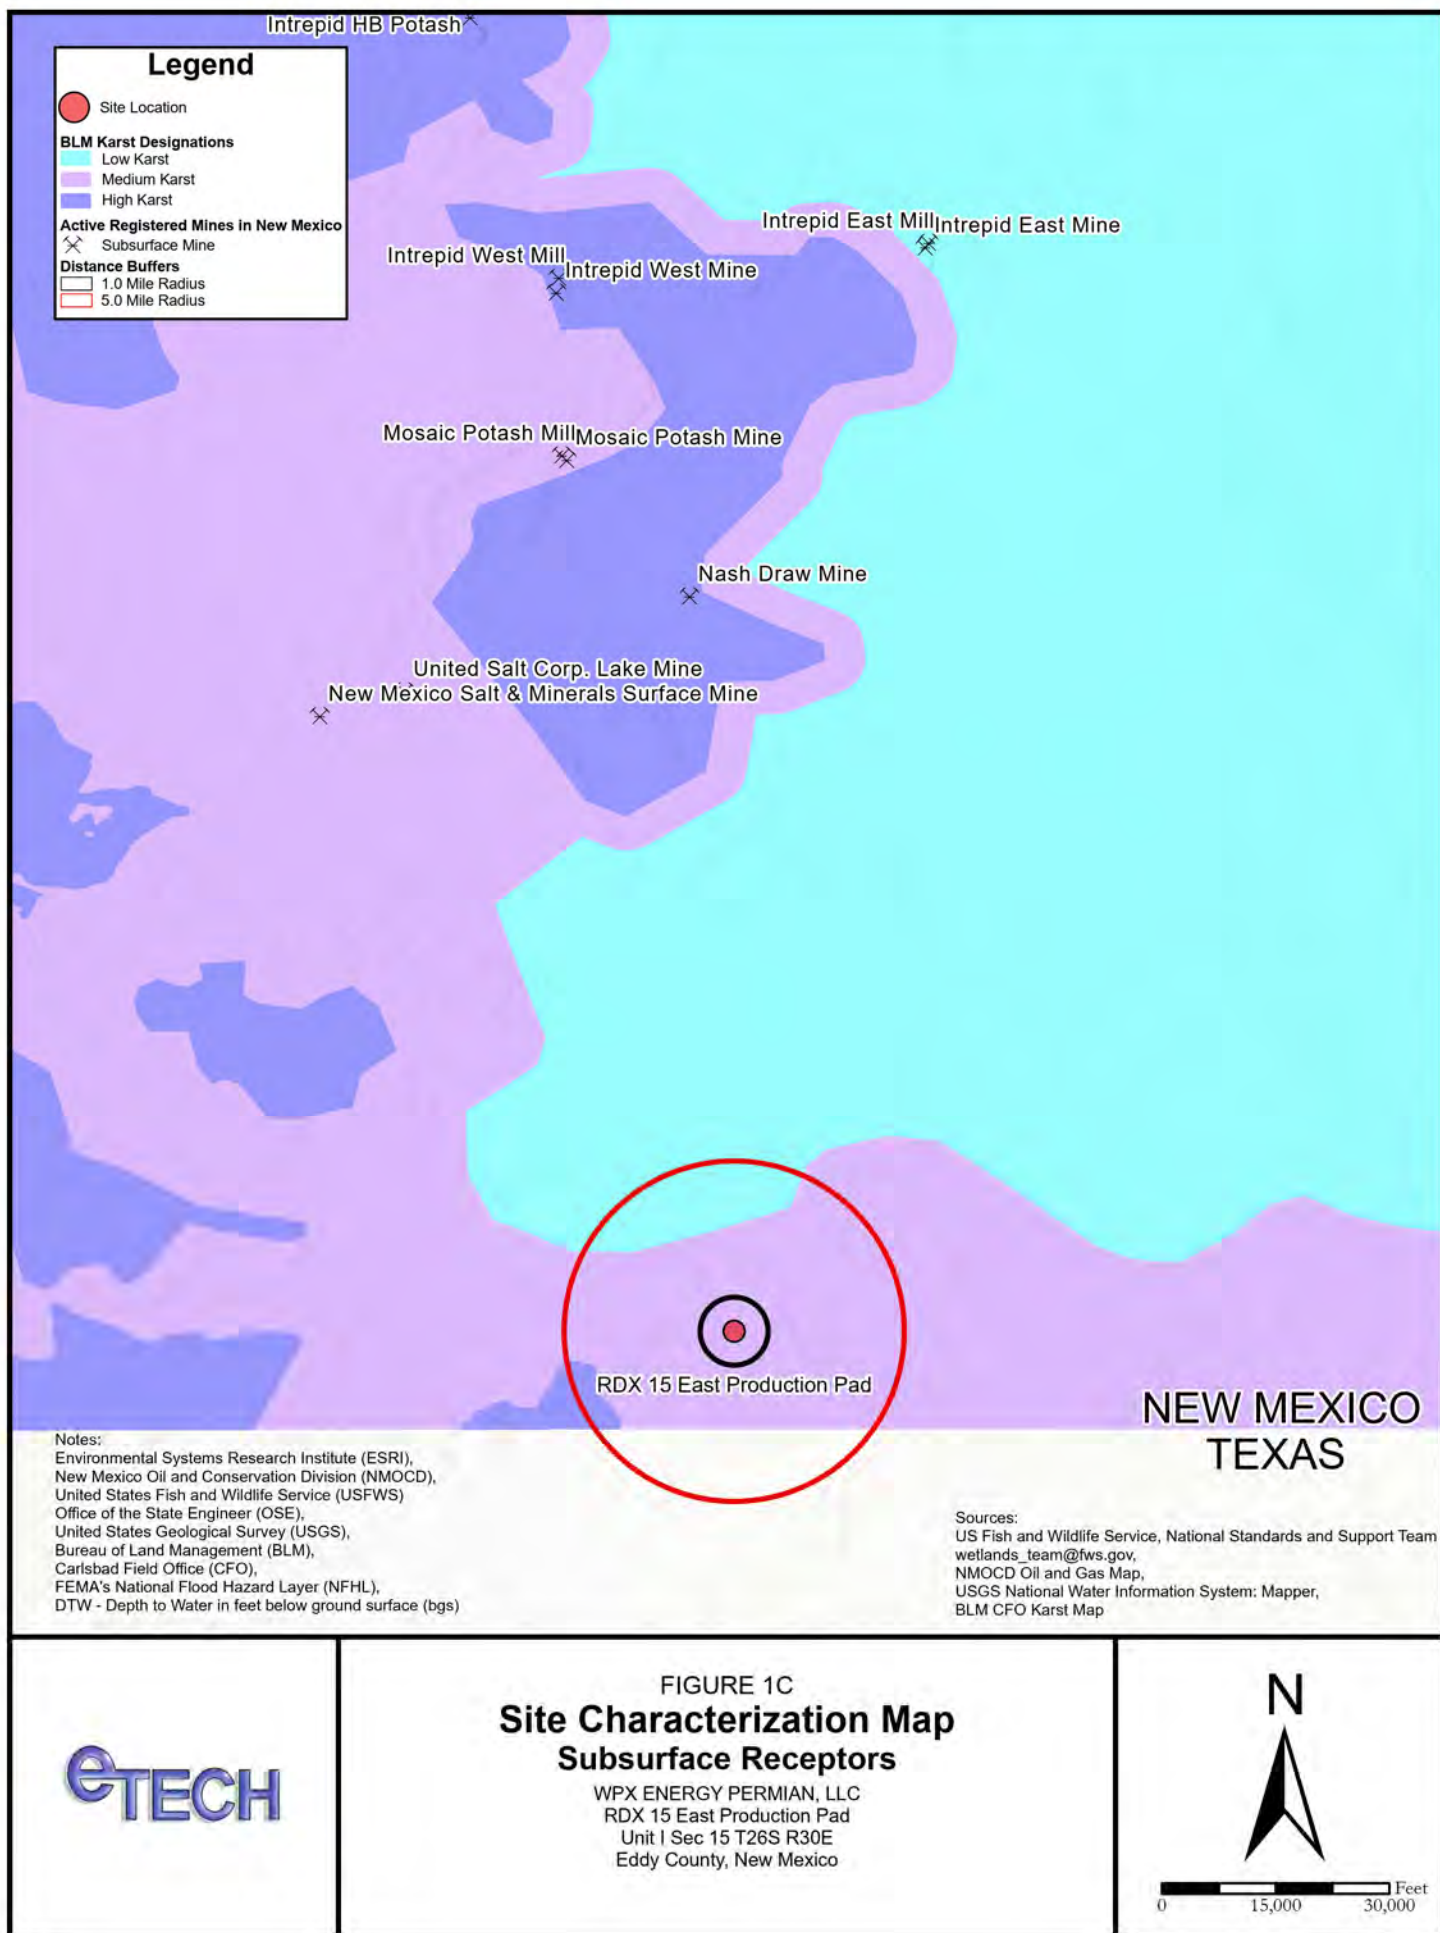 Intrepid HB Potash
Legend
Site Location
BLM Karst Designations
Low Karst
Medium Karst
High Karst
Active Registered Mines in New Mexico
Subsurface Mine
Distance Buffers
1.0 Mile Radius
5.0 Mile Radius
Intrepid East Mill
Intrepid East Mine
Intrepid West Mill
Intrepid West Mine
Mosaic Potash Mill
Mosaic Potash Mine
Nash Draw Mine
United Salt Corp. Lake Mine
New Mexico Salt & Minerals Surface Mine
RDX 15 East Production Pad
NEW MEXICO
TEXAS
Notes:
Environmental Systems Research Institute (ESRI),
New Mexico Oil and Conservation Division (NMOCD),
United States Fish and Wildlife Service (USFWS)
Office of the State Engineer (OSE),
United States Geological Survey (USGS),
Bureau of Land Management (BLM),
Carlsbad Field Office (CFO),
FEMA's National Flood Hazard Layer (NFHL),
DTW - Depth to Water in feet below ground surface (bgs)
Sources:
US Fish and Wildlife Service, National Standards and Support Team
wetlands_team@fws.gov,
NMOCD Oil and Gas Map,
USGS National Water Information System: Mapper,
BLM CFO Karst Map
eTECH
FIGURE 1C
Site Characterization Map
Subsurface Receptors
WPX ENERGY PERMIAN, LLC
RDX 15 East Production Pad
Unit I Sec 15 T26S R30E
Eddy County, New Mexico
N
Feet
0 15,000 30,000